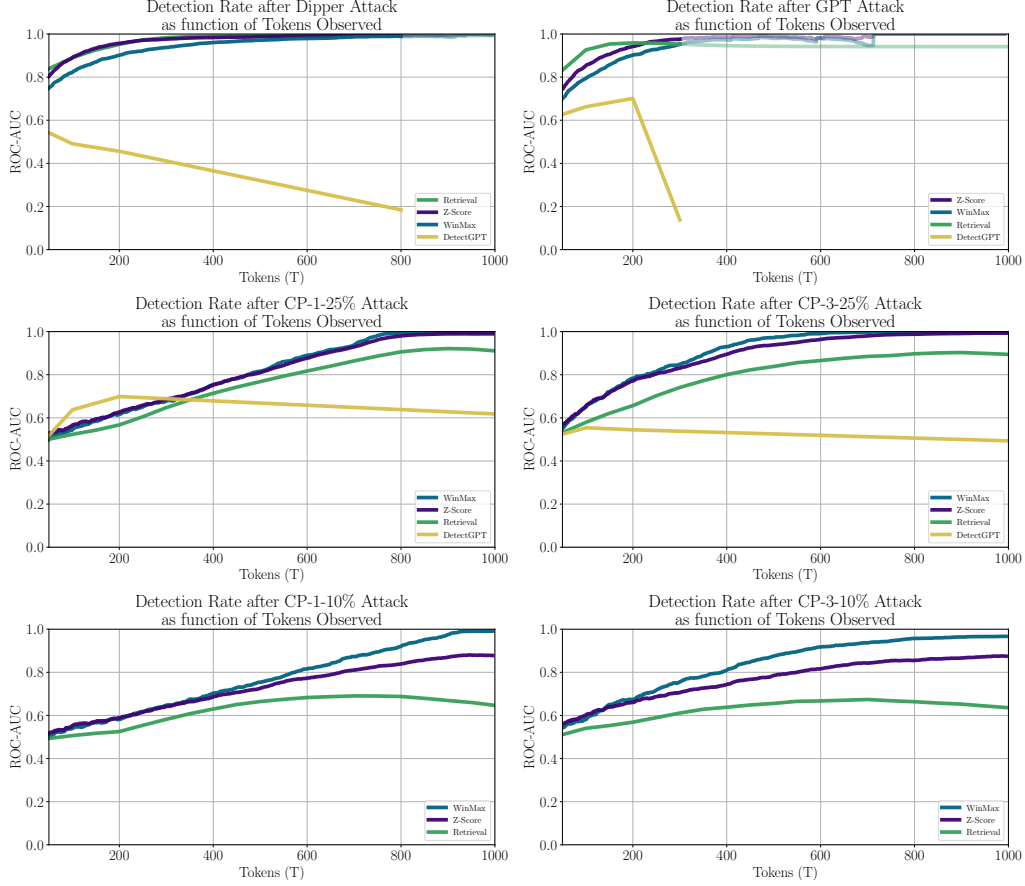 Detection Rate after Dipper Attack
as function of Tokens Observed
ROC-AUC
1.0
0.8
0.6
0.4
0.2
0.0
Retrieval
Z-Score
WinMax
DetectGPT
200
400
600
800
1000
Tokens (T)
Detection Rate after GPT Attack
as function of Tokens Observed
ROC-AUC
1.0
0.8
0.6
0.4
0.2
0.0
Z-Score
WinMax
Retrieval
DetectGPT
200
400
600
800
1000
Tokens (T)
Detection Rate after CP-1-25% Attack
as function of Tokens Observed
ROC-AUC
1.0
0.8
0.6
0.4
0.2
0.0
WinMax
Z-Score
Retrieval
DetectGPT
200
400
600
800
1000
Tokens (T)
Detection Rate after CP-3-25% Attack
as function of Tokens Observed
ROC-AUC
1.0
0.8
0.6
0.4
0.2
0.0
WinMax
Z-Score
Retrieval
DetectGPT
200
400
600
800
1000
Tokens (T)
Detection Rate after CP-1-10% Attack
as function of Tokens Observed
ROC-AUC
1.0
0.8
0.6
0.4
0.2
0.0
WinMax
Z-Score
Retrieval
200
400
600
800
1000
Tokens (T)
Detection Rate after CP-3-10% Attack
as function of Tokens Observed
ROC-AUC
1.0
0.8
0.6
0.4
0.2
0.0
WinMax
Z-Score
Retrieval
200
400
600
800
1000
Tokens (T)